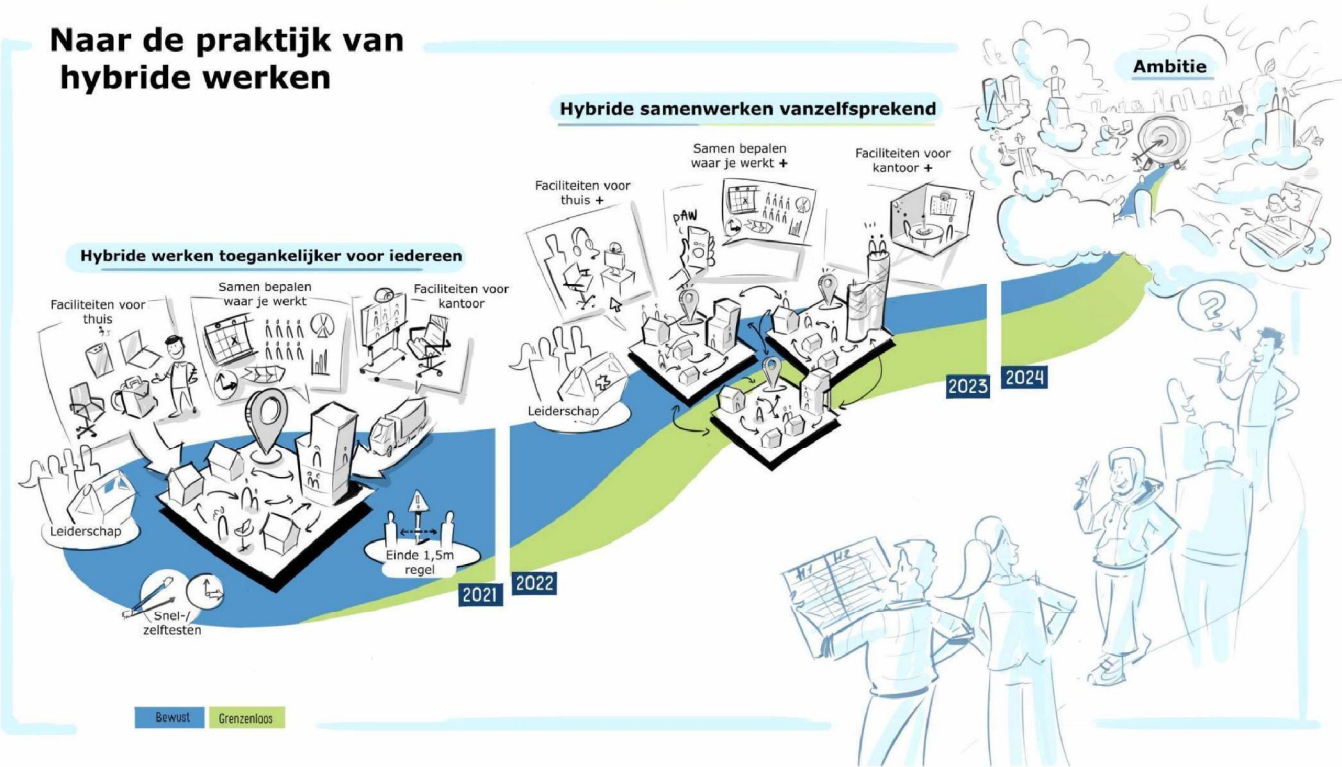 Naar de praktijk van
hybride werken
Ambitie
Hybride samenwerken vanzelfsprekend
Samen bepalen
waar je werkt +
Faciliteiten voor
kantoor +
Faciliteiten voor
thuis +
pAW
Hybride werken toegankelijker voor iedereen
Faciliteiten voor
thuis
Samen bepalen
waar je werkt
Faciliteiten voor
kantoor
Leiderschap
Leiderschap
?
2023
2024
Einde 1,5m
regel
2021
2022
Snel-/
zelftesten
H1
H2
Bewust
Grenzenloos